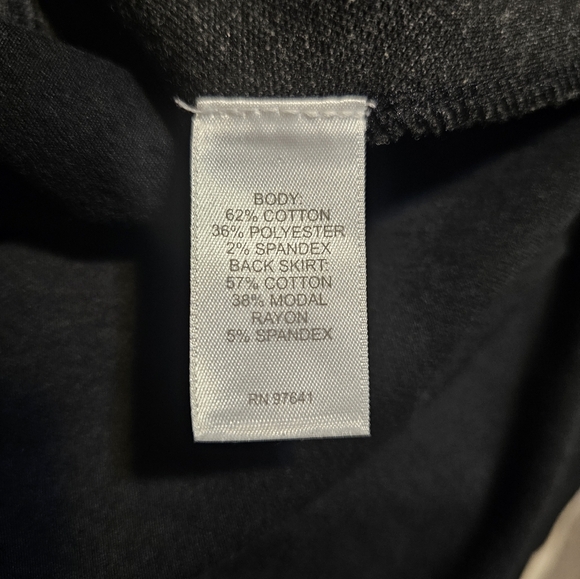 BODY:
62% COTTON
36% POLYESTER
2% SPANDEX
BACK SKIRT:
57% COTTON
38% MODAL
RAYON
5% SPANDEX
RN 97641